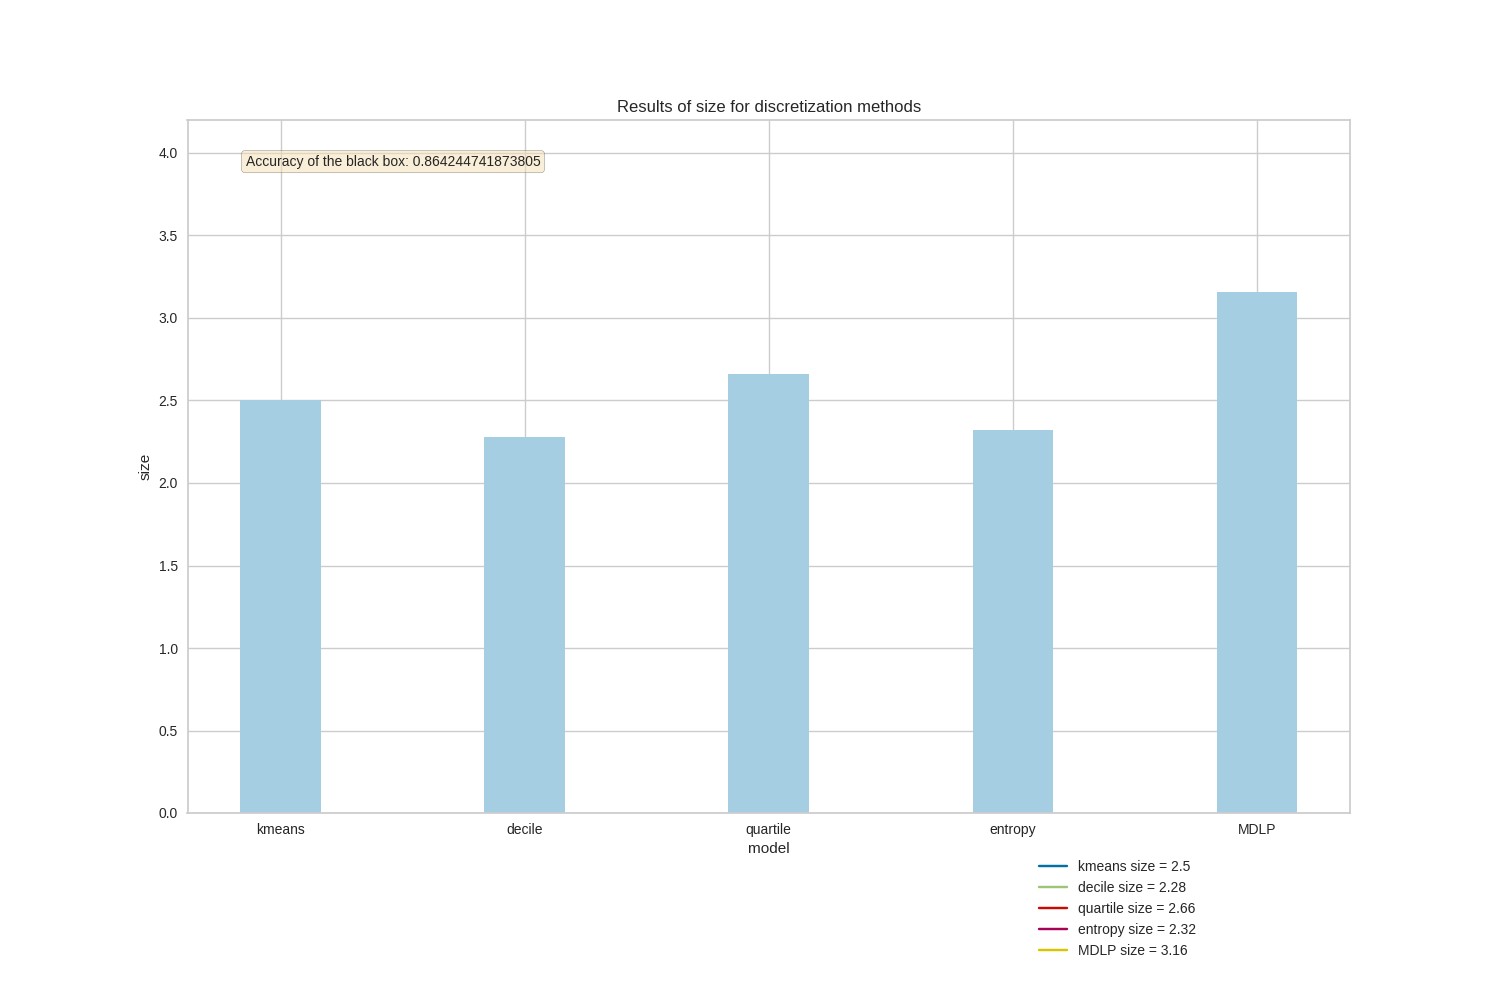 Results of size for discretization methods
Accuracy of the black box: 0.864244741873805
4.0
3.5
3.0
2.5
2.0
1.5
1.0
0.5
0.0
size
kmeans decile quartile entropy MDLP
model
kmeans size = 2.5
decile size = 2.28
quartile size = 2.66
entropy size = 2.32
MDLP size = 3.16